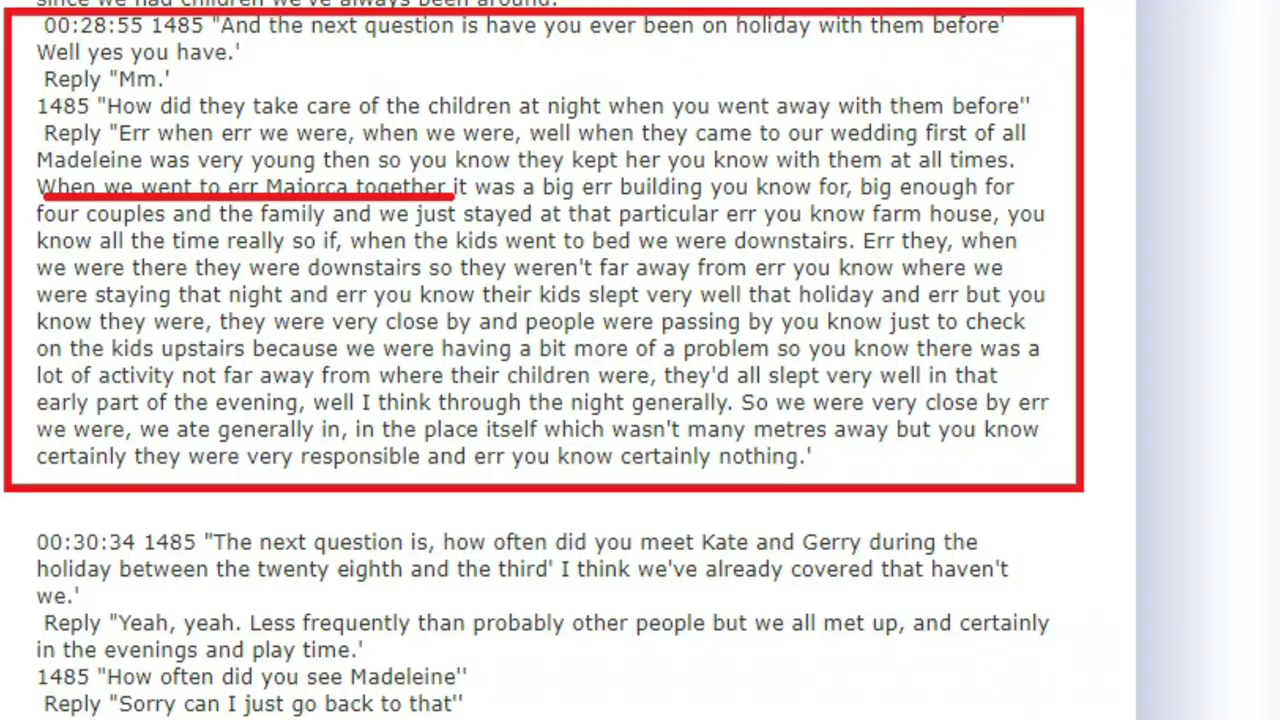 since we had children we've always been around.
00:28:55 1485 "And the next question is have you ever been on holiday with them before'
Well yes you have.'
Reply "Mm.'
1485 "How did they take care of the children at night when you went away with them before''
Reply "Err when err we were, when we were, well when they came to our wedding first of all
Madeleine was very young then so you know they kept her you know with them at all times.
When we went to err Majorca together it was a big err building you know for, big enough for
four couples and the family and we just stayed at that particular err you know farm house, you
know all the time really so if, when the kids went to bed we were downstairs. Err they, when
we were there they were downstairs so they weren't far away from err you know where we
were staying that night and err you know their kids slept very well that holiday and err but you
know they were, they were very close by and people were passing by you know just to check
on the kids upstairs because we were having a bit more of a problem so you know there was a
lot of activity not far away from where their children were, they'd all slept very well in that
early part of the evening, well I think through the night generally. So we were very close by err
we were, we ate generally in, in the place itself which wasn't many metres away but you know
certainly they were very responsible and err you know certainly nothing.'
00:30:34 1485 "The next question is, how often did you meet Kate and Gerry during the
holiday between the twenty eighth and the third' I think we've already covered that haven't
we.'
Reply "Yeah, yeah. Less frequently than probably other people but we all met up, and certainly
in the evenings and play time.'
1485 "How often did you see Madeleine''
Reply "Sorry can I just go back to that''